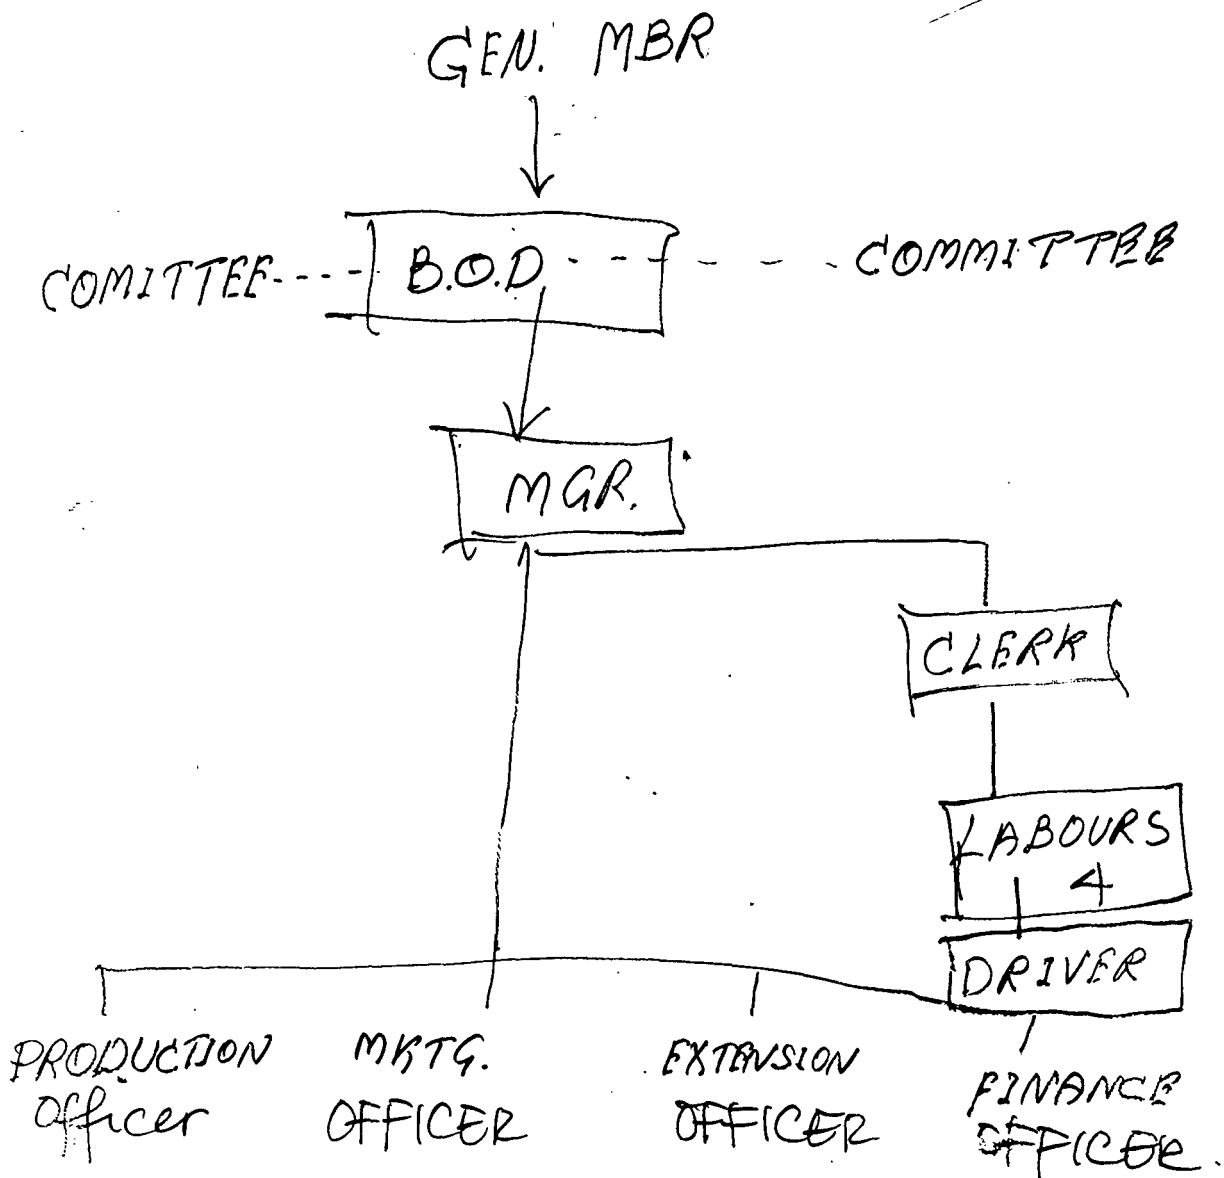 GEN. MBR
COMITTEE
B.O.D
COMMITTEE
MGR.
CLERK
LABOURS
4
DRIVER
PRODUCTION
Officer
MKTG.
OFFICER
EXTENSION
OFFICER
FINANCE
OFFICER.